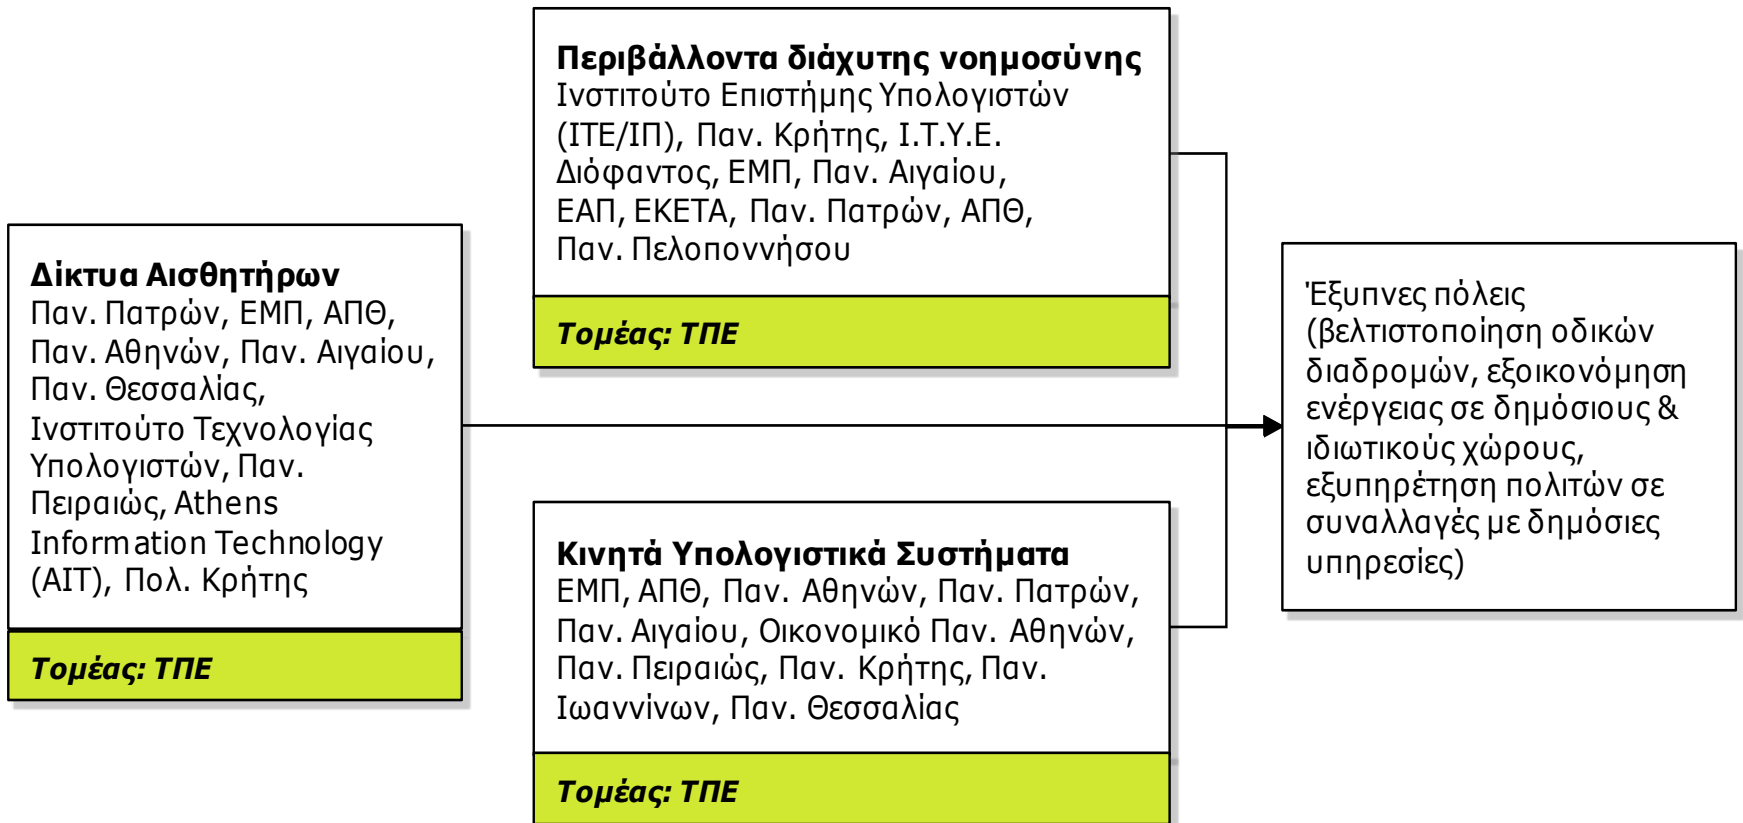 Δίκτυα Αισθητήρων
Παν. Πατρών, ΕΜΠ, ΑΠΘ,
Παν. Αθηνών, Παν. Αιγαίου,
Παν. Θεσσαλίας,
Ινστιτούτο Τεχνολογίας
Υπολογιστών, Παν.
Πειραιώς, Athens
Information Technology
(AIT), Πολ. Κρήτης
Τομέας: ΤΠΕ
Περιβάλλοντα διάχυτης νοημοσύνης
Ινστιτούτο Επιστήμης Υπολογιστών
(ΙΤΕ/ΙΠ), Παν. Κρήτης, Ι.Τ.Υ.Ε.
Διόφαντος, ΕΜΠ, Παν. Αιγαίου,
ΕΑΠ, ΕΚΕΤΑ, Παν. Πατρών, ΑΠΘ,
Παν. Πελοποννήσου
Τομέας: ΤΠΕ
Κινητά Υπολογιστικά Συστήματα
ΕΜΠ, ΑΠΘ, Παν. Αθηνών, Παν. Πατρών,
Παν. Αιγαίου, Οικονομικό Παν. Αθηνών,
Παν. Πειραιώς, Παν. Κρήτης, Παν.
Ιωαννίνων, Παν. Θεσσαλίας
Τομέας: ΤΠΕ
Έξυπνες πόλεις
(βελτιστοποίηση οδικών
διαδρομών, εξοικονόμηση
ενέργειας σε δημόσιους &
ιδιωτικούς χώρους,
εξυπηρέτηση πολιτών σε
συναλλαγές με δημόσιες
υπηρεσίες)